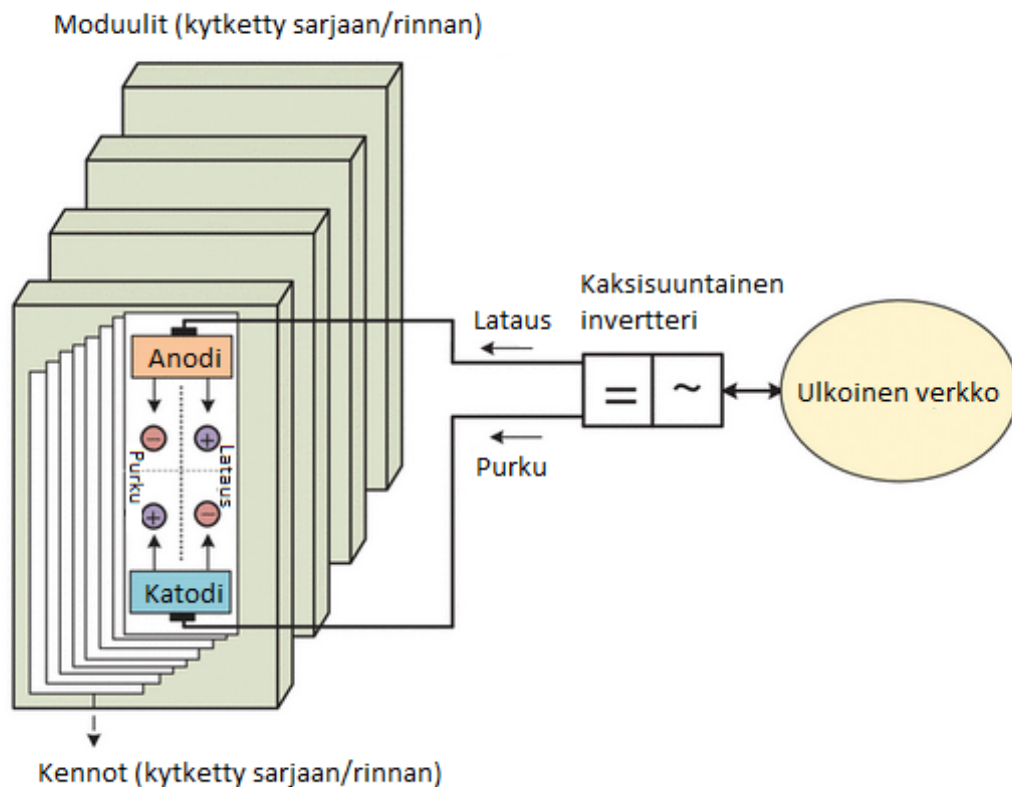 Moduulit (kytketty sarjaan/rinnan)
Kaksisuuntainen
invertteri
Lataus
Anodi
= ~
Ulkoinen verkko
− +
Purku
Lataus
+ −
Purku
Katodi
Kennot (kytketty sarjaan/rinnan)